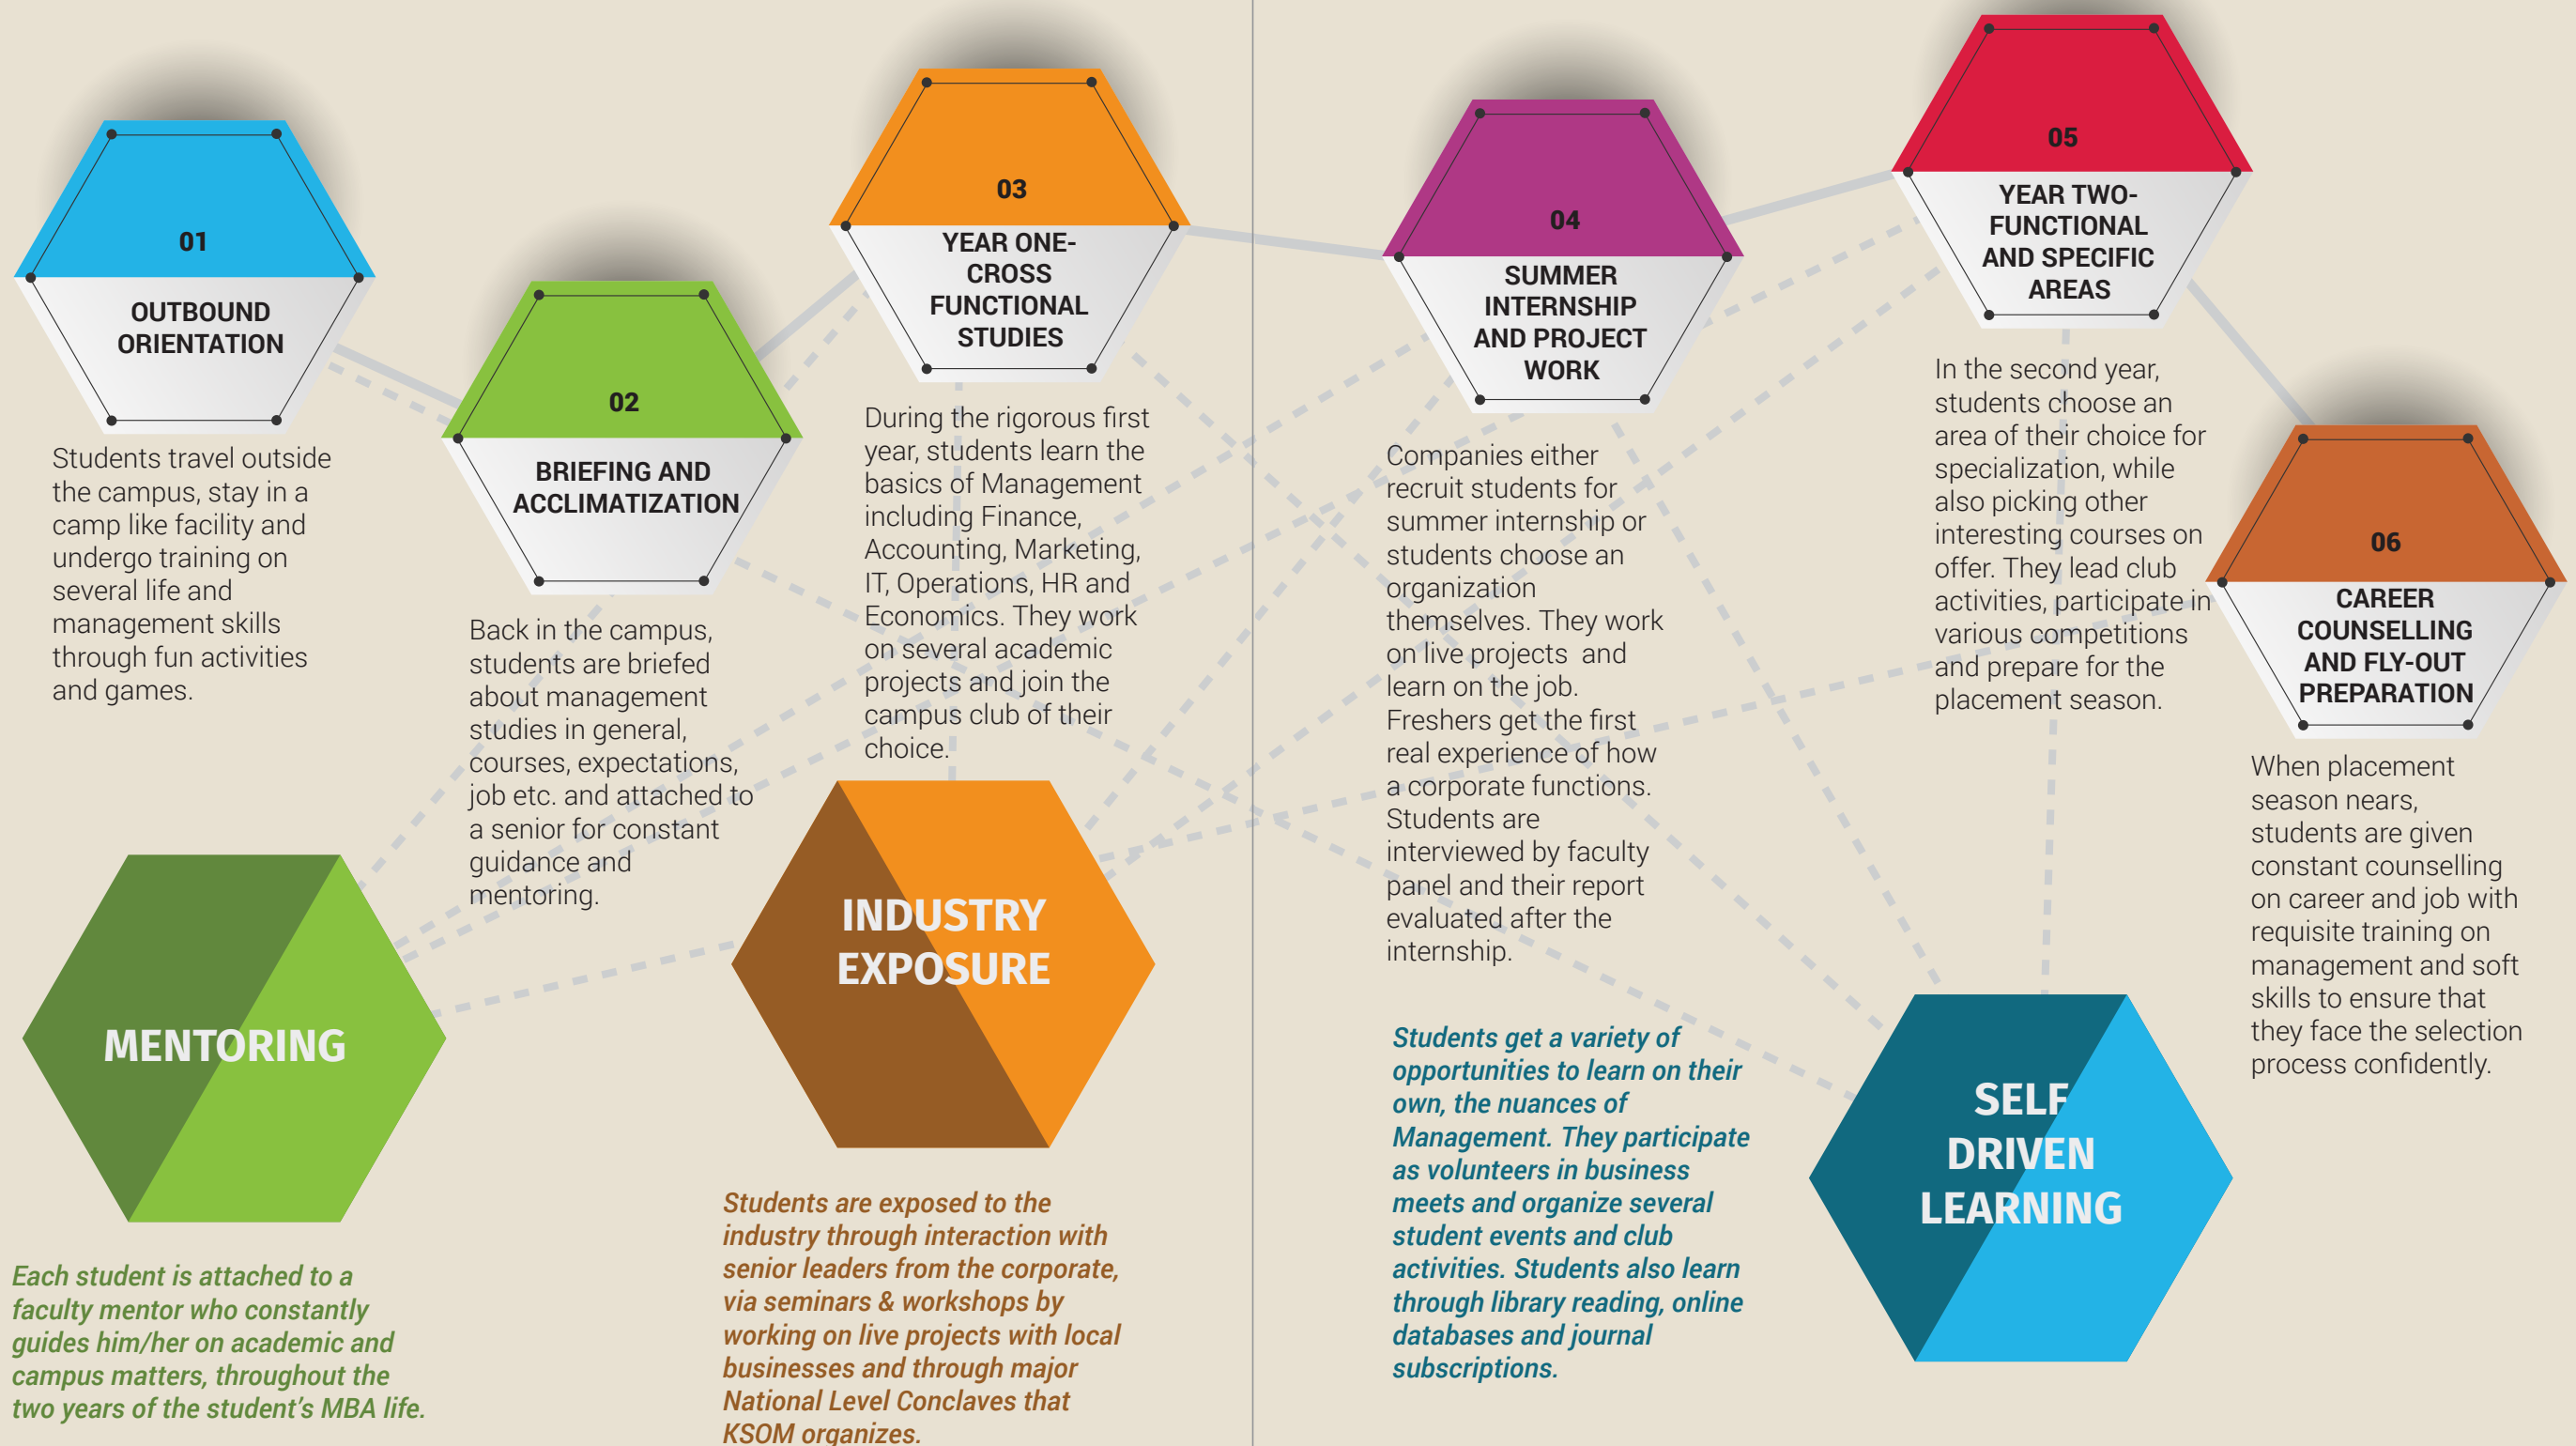 01
OUTBOUND
ORIENTATION
Students travel outside
the campus, stay in a
camp like facility and
undergo training on
several life and
management skills
through fun activities
and games.
02
BRIEFING AND
ACCLIMATIZATION
Back in the campus,
students are briefed
about management
studies in general,
courses, expectations,
job etc. and attached to
a senior for constant
guidance and
mentoring.
03
YEAR ONE-
CROSS
FUNCTIONAL
STUDIES
During the rigorous first
year, students learn the
basics of Management
including Finance,
Accounting, Marketing,
IT, Operations, HR and
Economics. They work
on several academic
projects and join the
campus club of their
choice.
04
SUMMER
INTERNSHIP
AND PROJECT
WORK
Companies either
recruit students for
summer internship or
students choose an
organization
themselves. They work
on live projects  and
learn on the job.
Freshers get the first
real experience of how
a corporate functions.
Students are
interviewed by faculty
panel and their report
evaluated after the
internship.
05
YEAR TWO-
FUNCTIONAL
AND SPECIFIC
AREAS
In the second year,
students choose an
area of their choice for
specialization, while
also picking other
interesting courses on
offer. They lead club
activities, participate in
various competitions
and prepare for the
placement season.
06
CAREER
COUNSELLING
AND FLY-OUT
PREPARATION
When placement
season nears,
students are given
constant counselling
on career and job with
requisite training on
management and soft
skills to ensure that
they face the selection
process confidently.
MENTORING
Each student is attached to a
faculty mentor who constantly
guides him/her on academic and
campus matters, throughout the
two years of the student's MBA life.
INDUSTRY
EXPOSURE
Students are exposed to the
industry through interaction with
senior leaders from the corporate,
via seminars & workshops by
working on live projects with local
businesses and through major
National Level Conclaves that
KSOM organizes.
Students get a variety of
opportunities to learn on their
own, the nuances of
Management. They participate
as volunteers in business
meets and organize several
student events and club
activities. Students also learn
through library reading, online
databases and journal
subscriptions.
SELF
DRIVEN
LEARNING